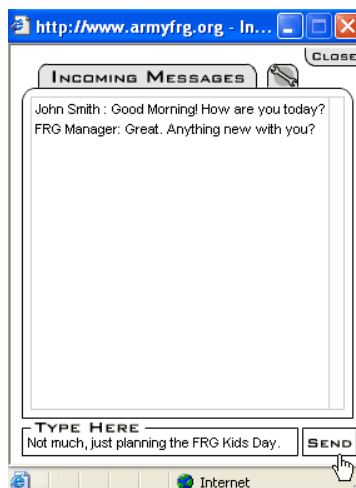 http://www.armyfrg.org - In...
CLOSE
INCOMING MESSAGES
John Smith : Good Morning! How are you today?
FRG Manager: Great. Anything new with you?
TYPE HERE
Not much, just planning the FRG Kids Day.
SEND
Internet